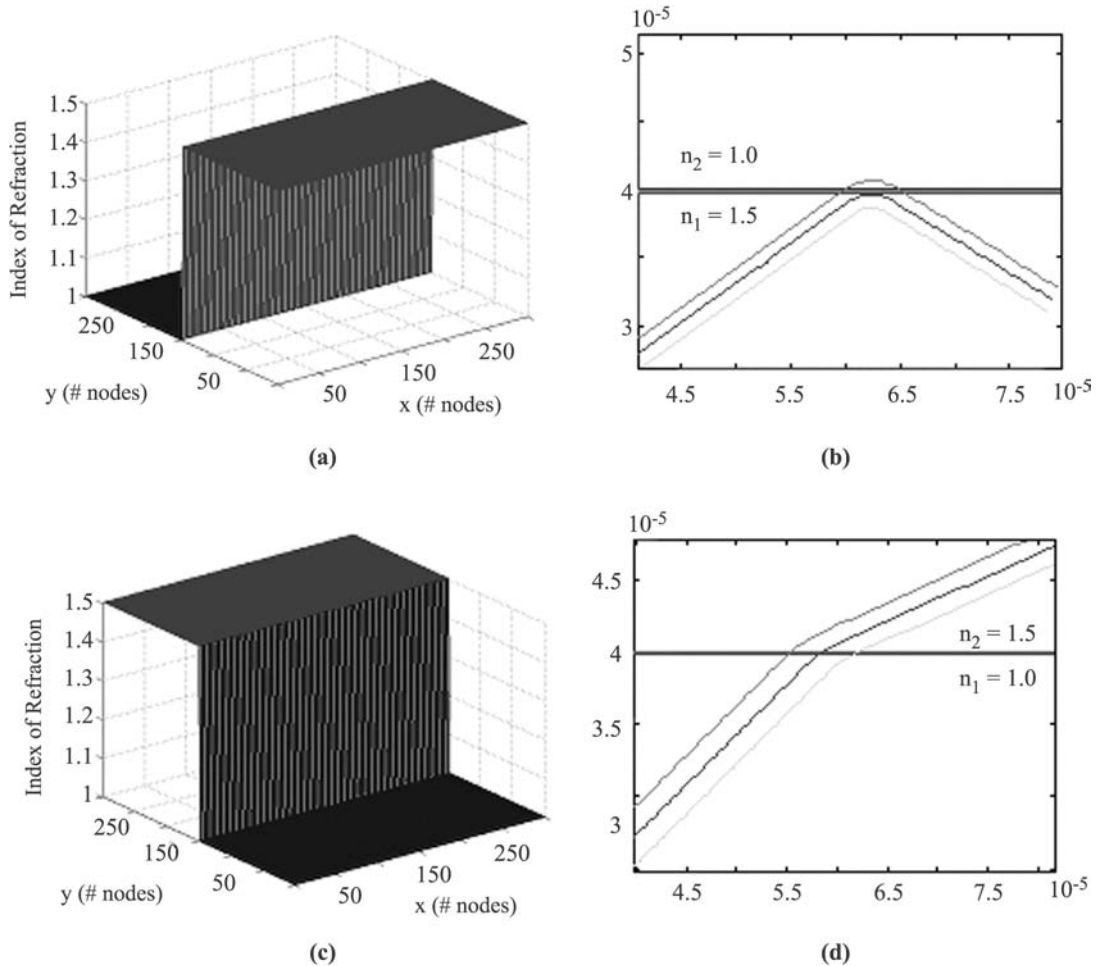 1.5
1.4
1.3
1.2
1.1
1
Index of Refraction
250
150
50
y (# nodes)
50
150
250
x (# nodes)
(a)
10⁻⁵
5
4
3
n₂ = 1.0
n₁ = 1.5
4.5 5.5 6.5 7.5 10⁻⁵
(b)
1.5
1.4
1.3
1.2
1.1
1
Index of Refraction
250
150
50
y (# nodes)
50
150
250
x (# nodes)
(c)
10⁻⁵
4.5
4
3.5
3
n₂ = 1.5
n₁ = 1.0
4.5 5.5 6.5 7.5 10⁻⁵
(d)